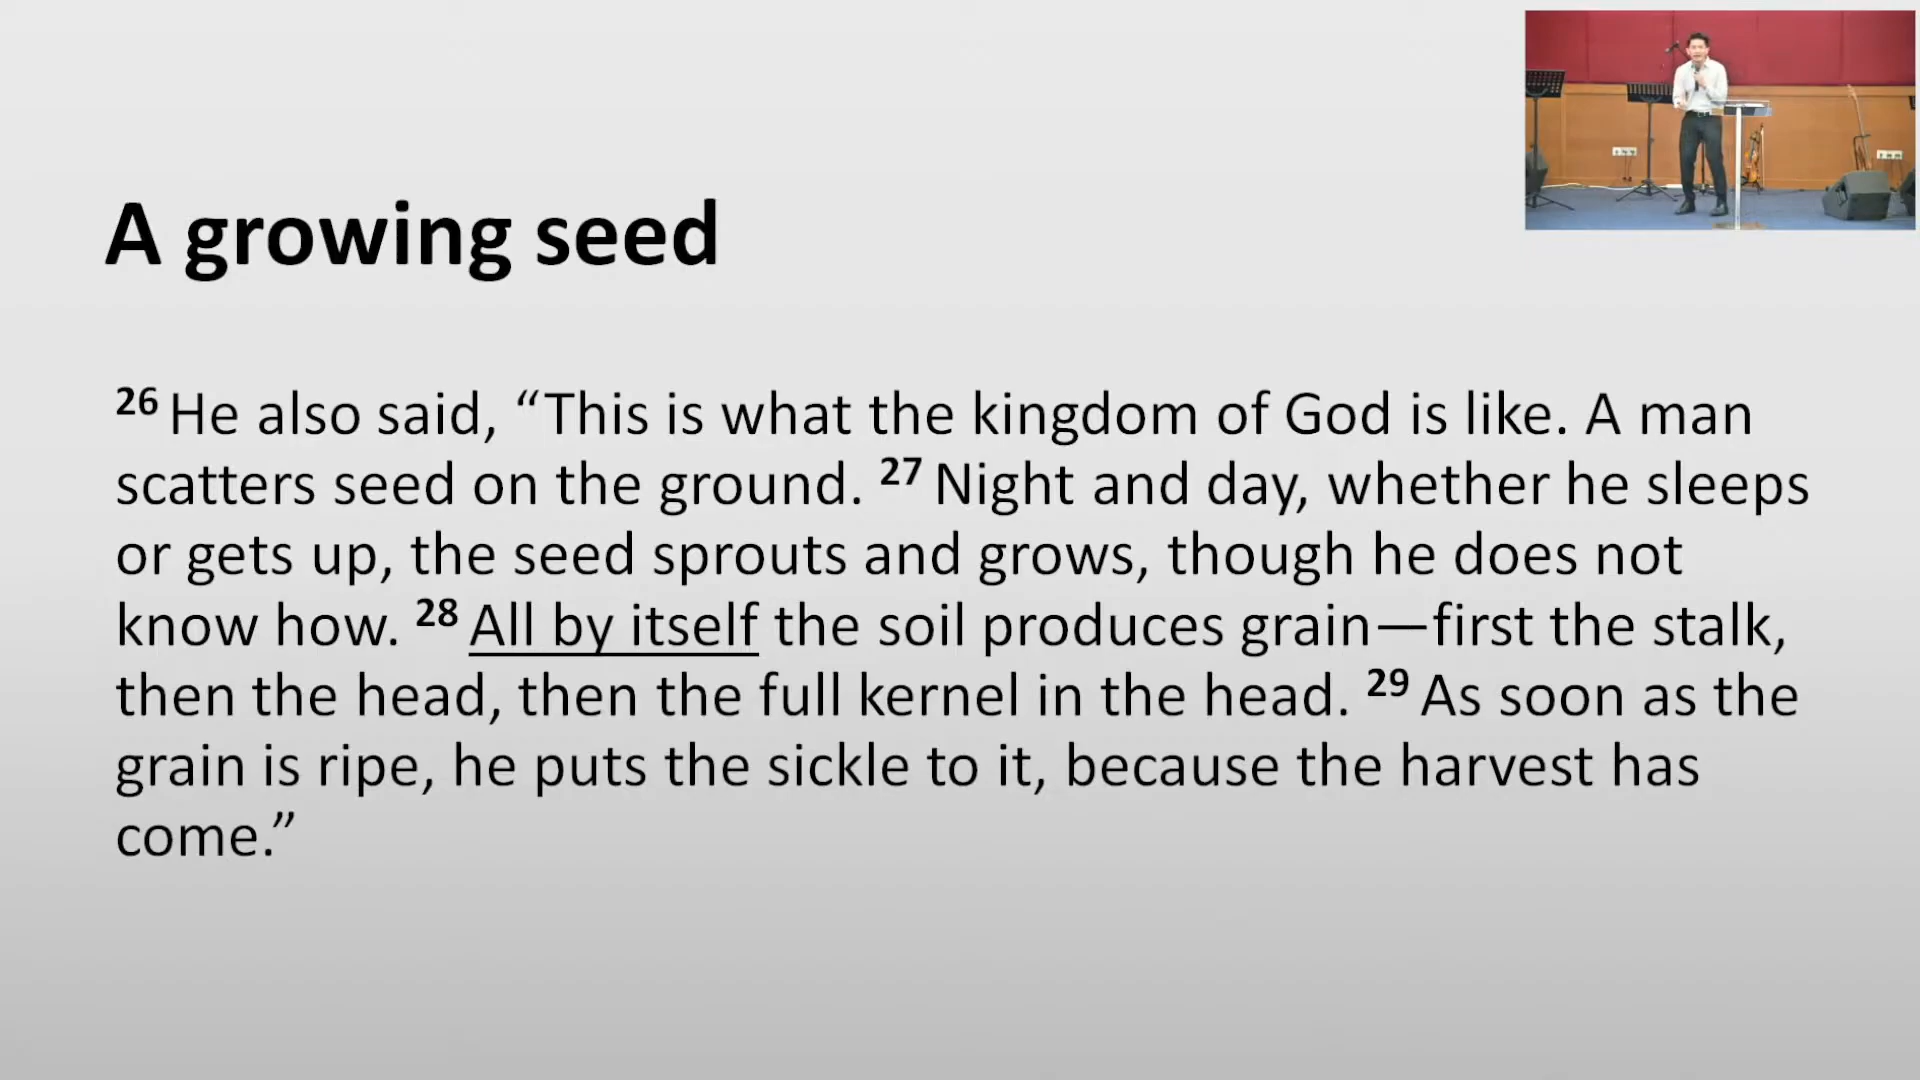 A growing seed
26 He also said, “This is what the kingdom of God is like. A man
scatters seed on the ground. 27 Night and day, whether he sleeps
or gets up, the seed sprouts and grows, though he does not
know how. 28 All by itself the soil produces grain—first the stalk,
then the head, then the full kernel in the head. 29 As soon as the
grain is ripe, he puts the sickle to it, because the harvest has
come.”